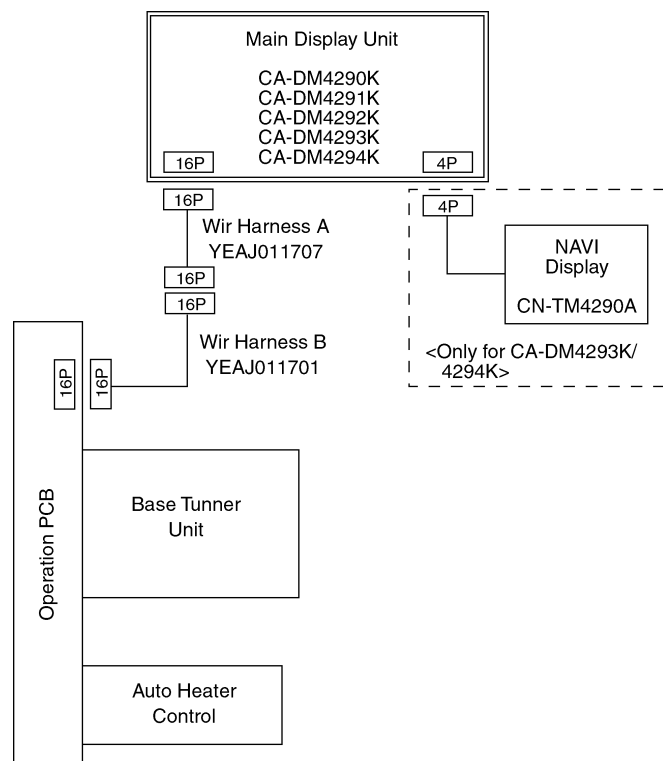 Main Display Unit
CA-DM4290K
CA-DM4291K
CA-DM4292K
CA-DM4293K
CA-DM4294K
16P
4P
16P
Wir Harness A
YEAJ011707
16P
16P
Wir Harness B
YEAJ011701
16P
16P
4P
NAVI
Display
CN-TM4290A
<Only for CA-DM4293K/
4294K>
Operation PCB
Base Tunner
Unit
Auto Heater
Control